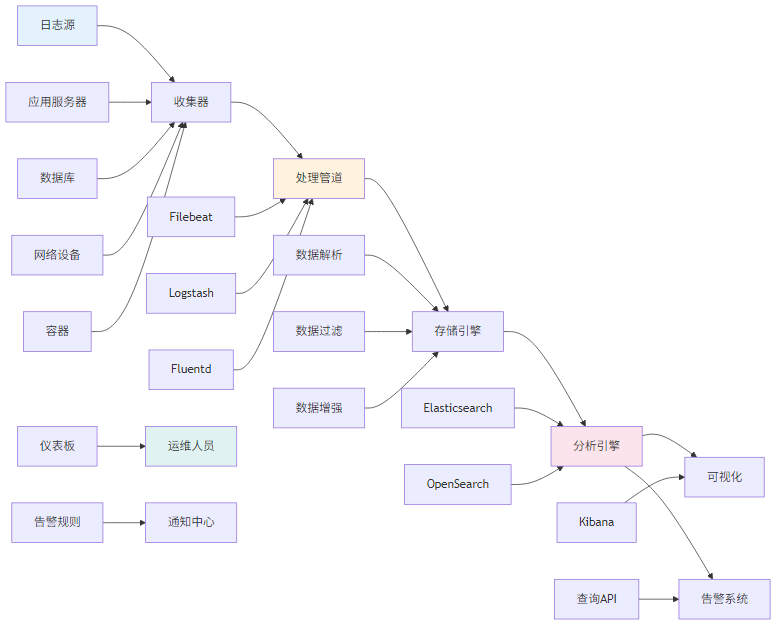 日志源
应用服务器
收集器
数据库
处理管道
Filebeat
网络设备
数据解析
Logstash
容器
数据过滤
存储引擎
Fluentd
数据增强
Elasticsearch
仪表板
运维人员
分析引擎
OpenSearch
可视化
告警规则
通知中心
Kibana
查询API
告警系统